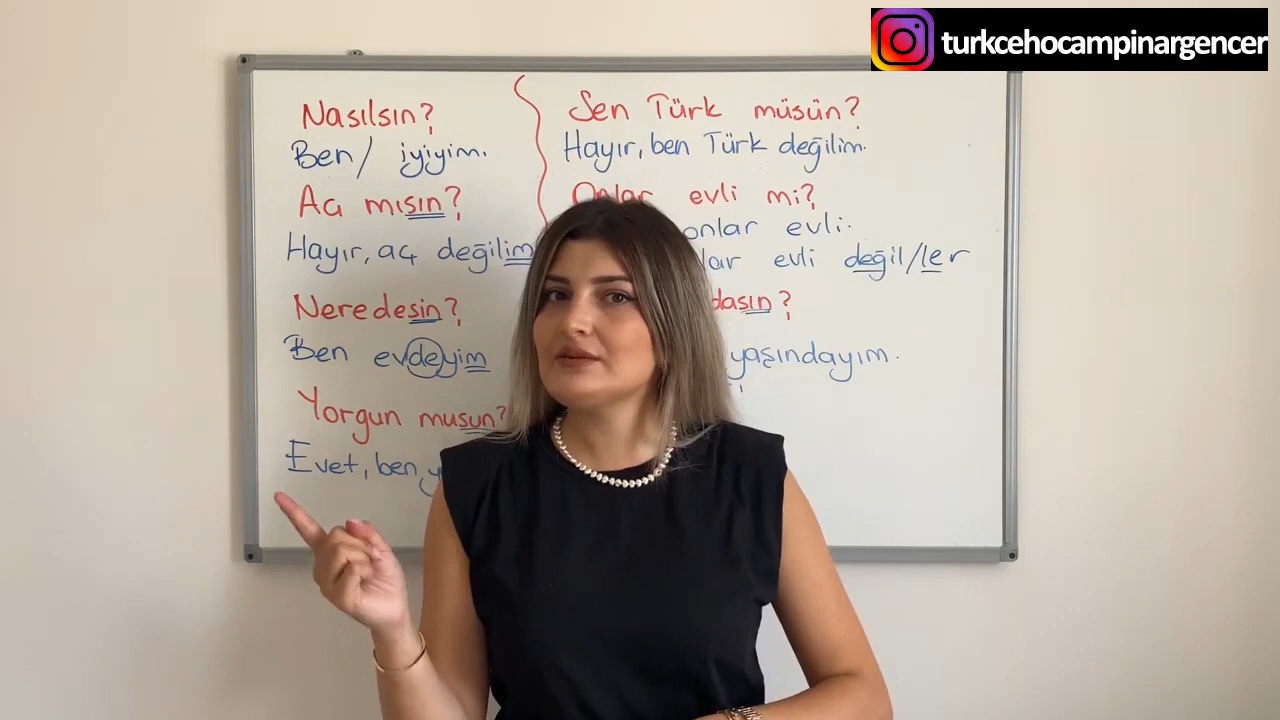 turkcehocampinargencer
Nasılsın?
Ben/ iyiyim.
Aç mısın?
Hayır, aç değilim
Neredesin?
Ben evdeyim
Yorgun musun?
Evet, ben
Sen Türk müsün?
Hayır, ben Türk değilim.
Onlar evli mi?
onlar evli.
evli değil/ler
yaşındayım.